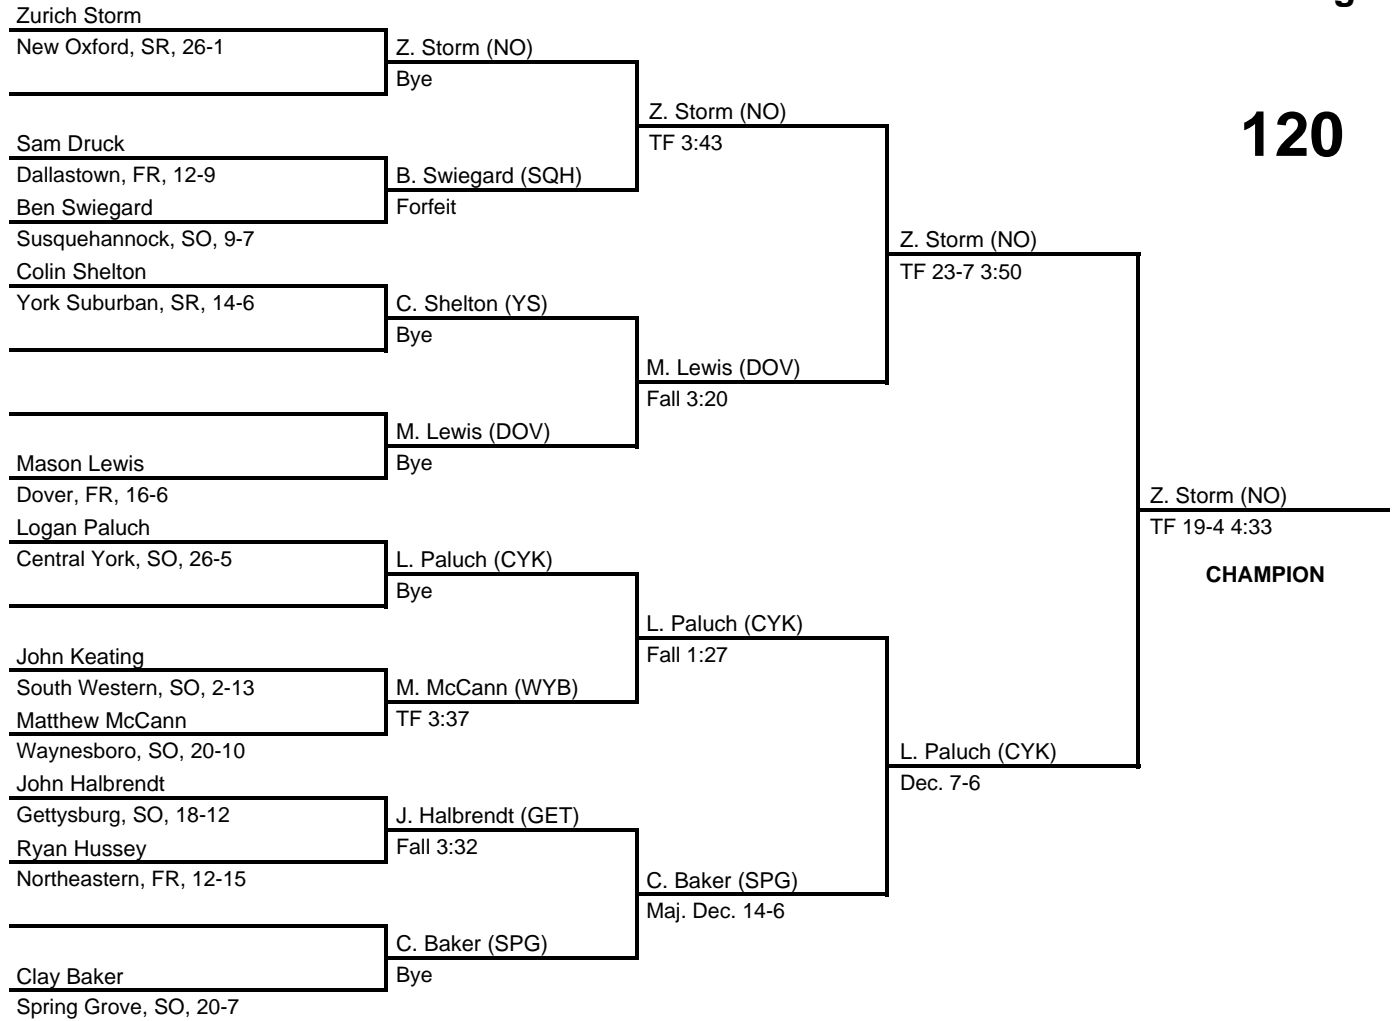 Zurich Storm
New Oxford, SR, 26-1
Z. Storm (NO)
Bye
Z. Storm (NO)
TF 3:43
120
Sam Druck
Dallastown, FR, 12-9
B. Swiegard (SQH)
Ben Swiegard
Forfeit
Susquehannock, SO, 9-7
Z. Storm (NO)
TF 23-7 3:50
Colin Shelton
York Suburban, SR, 14-6
C. Shelton (YS)
Bye
M. Lewis (DOV)
Fall 3:20
M. Lewis (DOV)
Bye
Mason Lewis
Dover, FR, 16-6
Z. Storm (NO)
TF 19-4 4:33
CHAMPION
Logan Paluch
Central York, SO, 26-5
L. Paluch (CYK)
Bye
L. Paluch (CYK)
Fall 1:27
John Keating
South Western, SO, 2-13
M. McCann (WYB)
Matthew McCann
TF 3:37
Waynesboro, SO, 20-10
L. Paluch (CYK)
Dec. 7-6
John Halbrendt
Gettysburg, SO, 18-12
J. Halbrendt (GET)
Ryan Hussey
Fall 3:32
Northeastern, FR, 12-15
C. Baker (SPG)
Maj. Dec. 14-6
C. Baker (SPG)
Bye
Clay Baker
Spring Grove, SO, 20-7